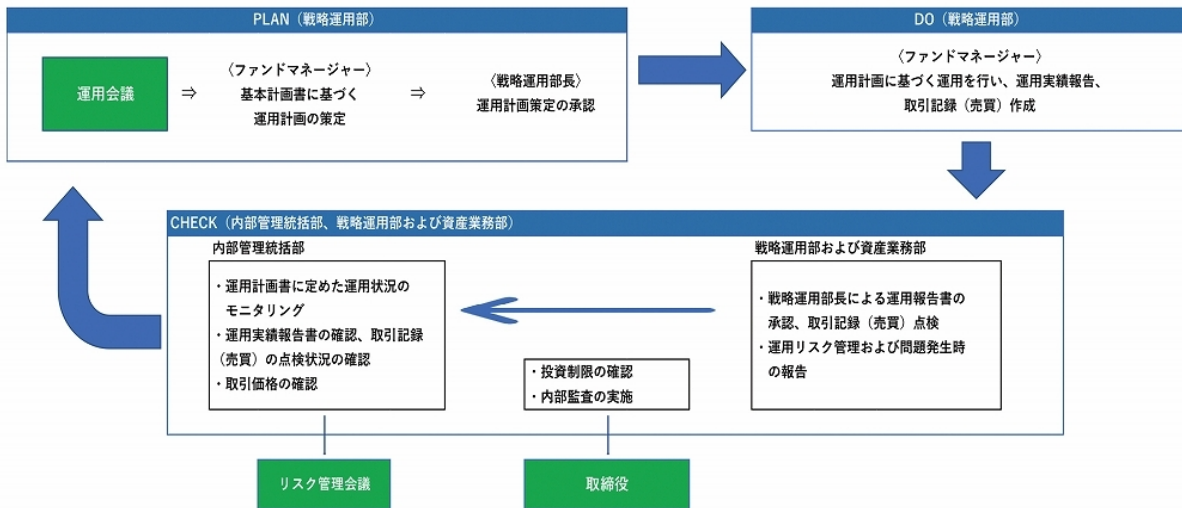 PLAN（戦略運用部）
運用会議
⇒
〈ファンドマネージャー〉
基本計画書に基づく
運用計画の策定
⇒
〈戦略運用部長〉
運用計画策定の承認
DO（戦略運用部）
〈ファンドマネージャー〉
運用計画に基づく運用を行い、運用実績報告、
取引記録（売買）作成
CHECK（内部管理統括部、戦略運用部および資産業務部）
内部管理統括部
・運用計画書に定めた運用状況の
モニタリング
・運用実績報告書の確認、取引記録
（売買）の点検状況の確認
・取引価格の確認
・投資制限の確認
・内部監査の実施
戦略運用部および資産業務部
・戦略運用部長による運用報告書の
承認、取引記録（売買）点検
・運用リスク管理および問題発生時
の報告
リスク管理会議
取締役